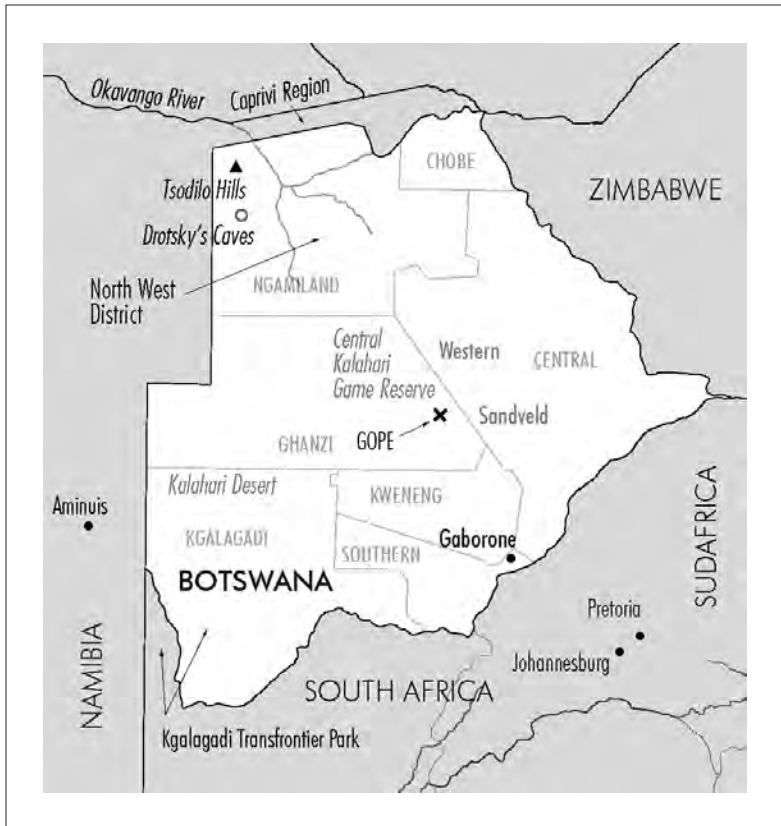 Okavango River
Caprivi Region
CHOBE
Tsodilo Hills
ZIMBABWE
Drotsky's Caves
North West
District
NGAMILAND
Central
Kalahari
Game Reserve
Western
CENTRAL
Sandveld
GOPE
GHANZI
Kalahari Desert
KWENENG
Aminuis
KGALAGADI
SOUTHERN
Gaborone
SUDAFRICA
BOTSWANA
Pretoria
Johannesburg
NAMIBIA
SOUTH AFRICA
Kgalagadi Transfrontier Park